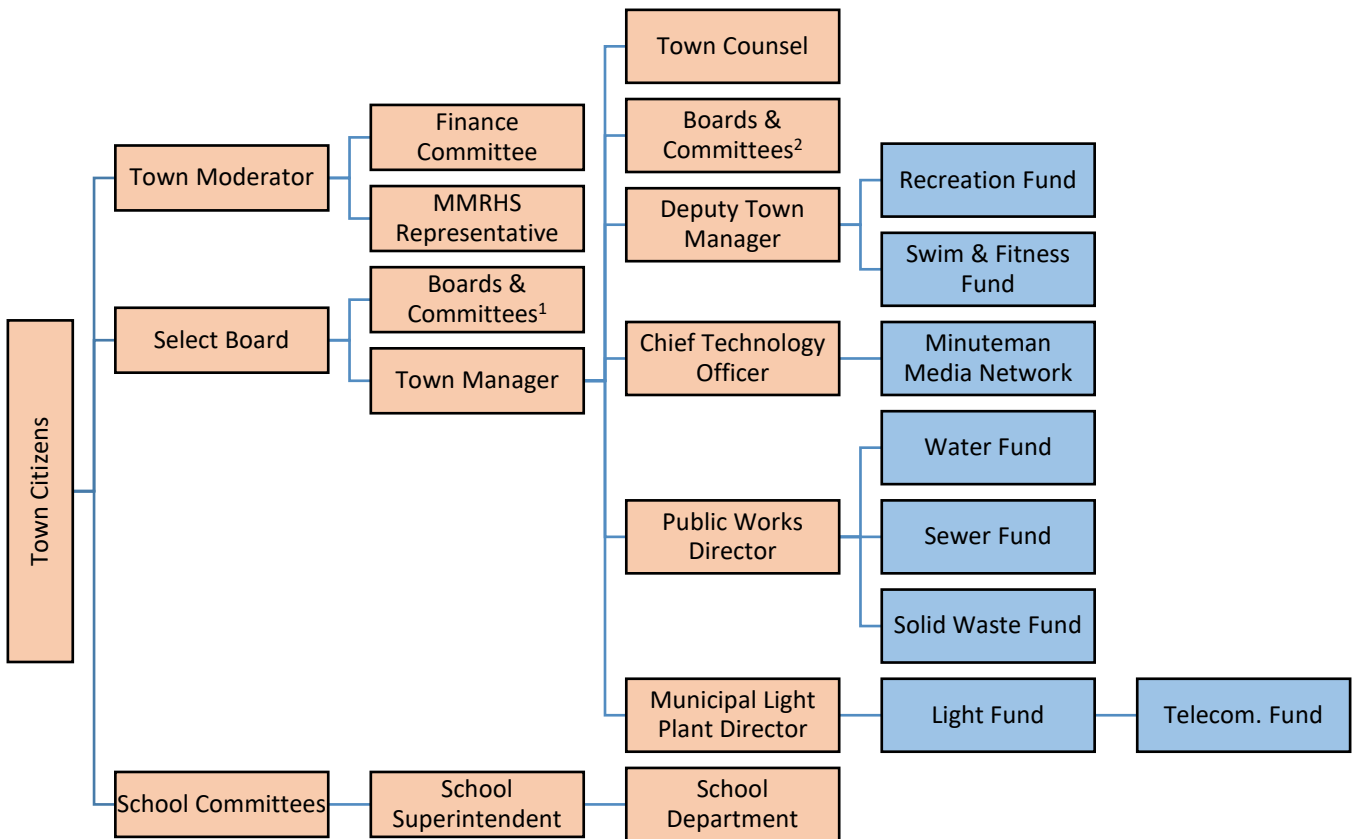 Town Citizens
Town Moderator
Finance
Committee
MMRHS
Representative
Select Board
Boards &
Committees¹
Town Manager
Town Counsel
Boards &
Committees²
Deputy Town
Manager
Recreation Fund
Swim & Fitness
Fund
Chief Technology
Officer
Minuteman
Media Network
Public Works
Director
Water Fund
Sewer Fund
Solid Waste Fund
Municipal Light
Plant Director
Light Fund
Telecom. Fund
School Committees
School
Superintendent
School
Department